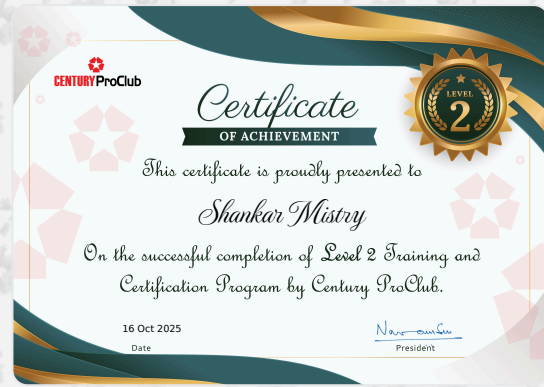 CENTURY ProClub
Certificate
OF ACHIEVEMENT
LEVEL
2
This certificate is proudly presented to
Shankar Mistry
On the successful completion of Level 2 Training and
Certification Program by Century ProClub.
16 Oct 2025
Date
President